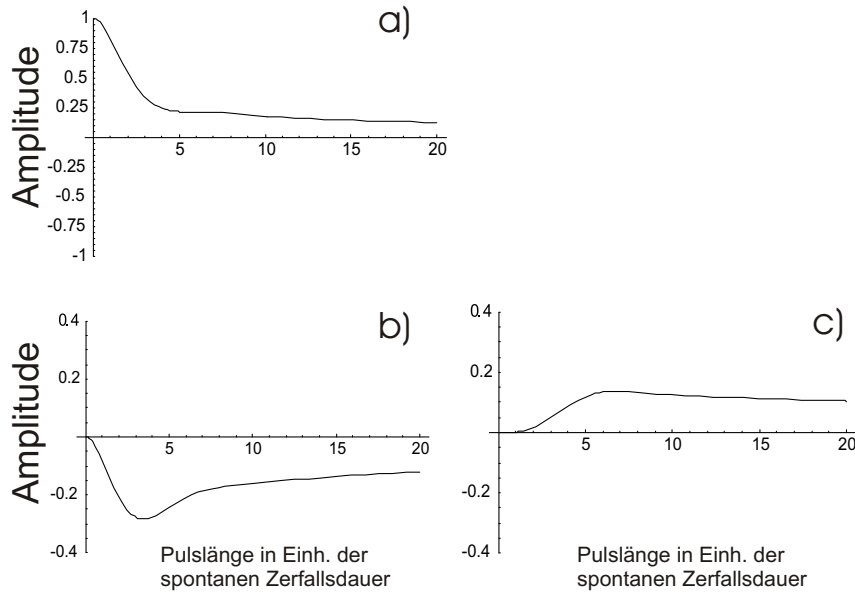 a)
Amplitude
1
0.75
0.5
0.25
5 10 15 20
-0.25
-0.5
-0.75
-1
b)
Amplitude
0.4
0.2
5 10 15 20
-0.2
-0.4
Pulslänge in Einh. der
spontanen Zerfallsdauer
c)
0.4
0.2
5 10 15 20
-0.2
-0.4
Pulslänge in Einh. der
spontanen Zerfallsdauer